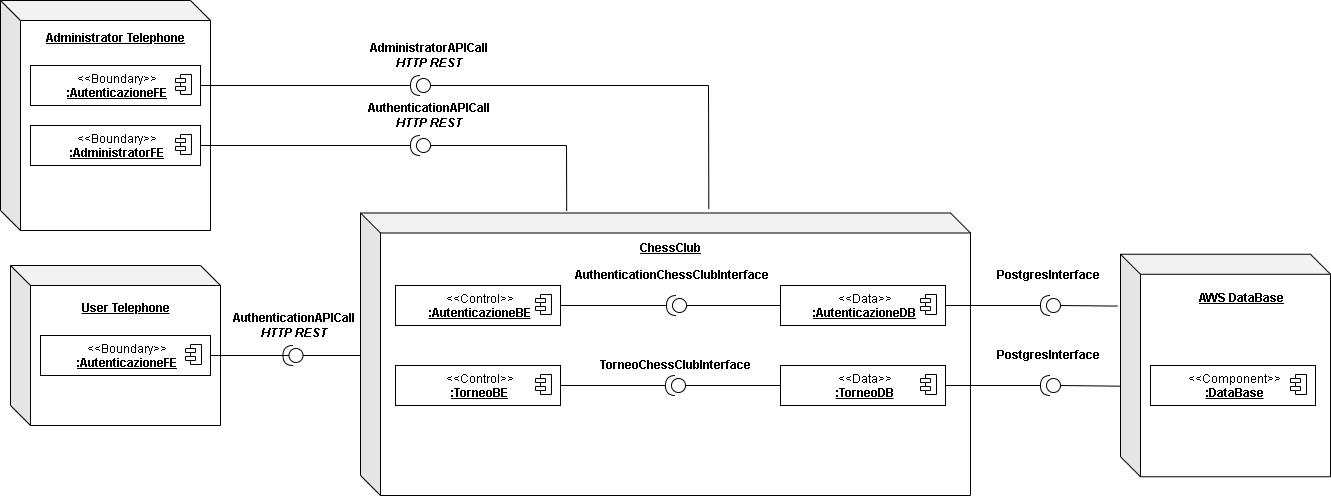 Administrator Telephone
<<Boundary>>
:AutenticazioneFE
<<Boundary>>
:AdministratorFE
AdministratorAPICall
HTTP REST
AuthenticationAPICall
HTTP REST
User Telephone
<<Boundary>>
:AutenticazioneFE
AuthenticationAPICall
HTTP REST
ChessClub
AuthenticationChessClubInterface
<<Control>>
:AutenticazioneBE
<<Data>>
:AutenticazioneDB
TorneoChessClubInterface
<<Control>>
:TorneoBE
<<Data>>
:TorneoDB
PostgresInterface
PostgresInterface
AWS DataBase
<<Component>>
:DataBase